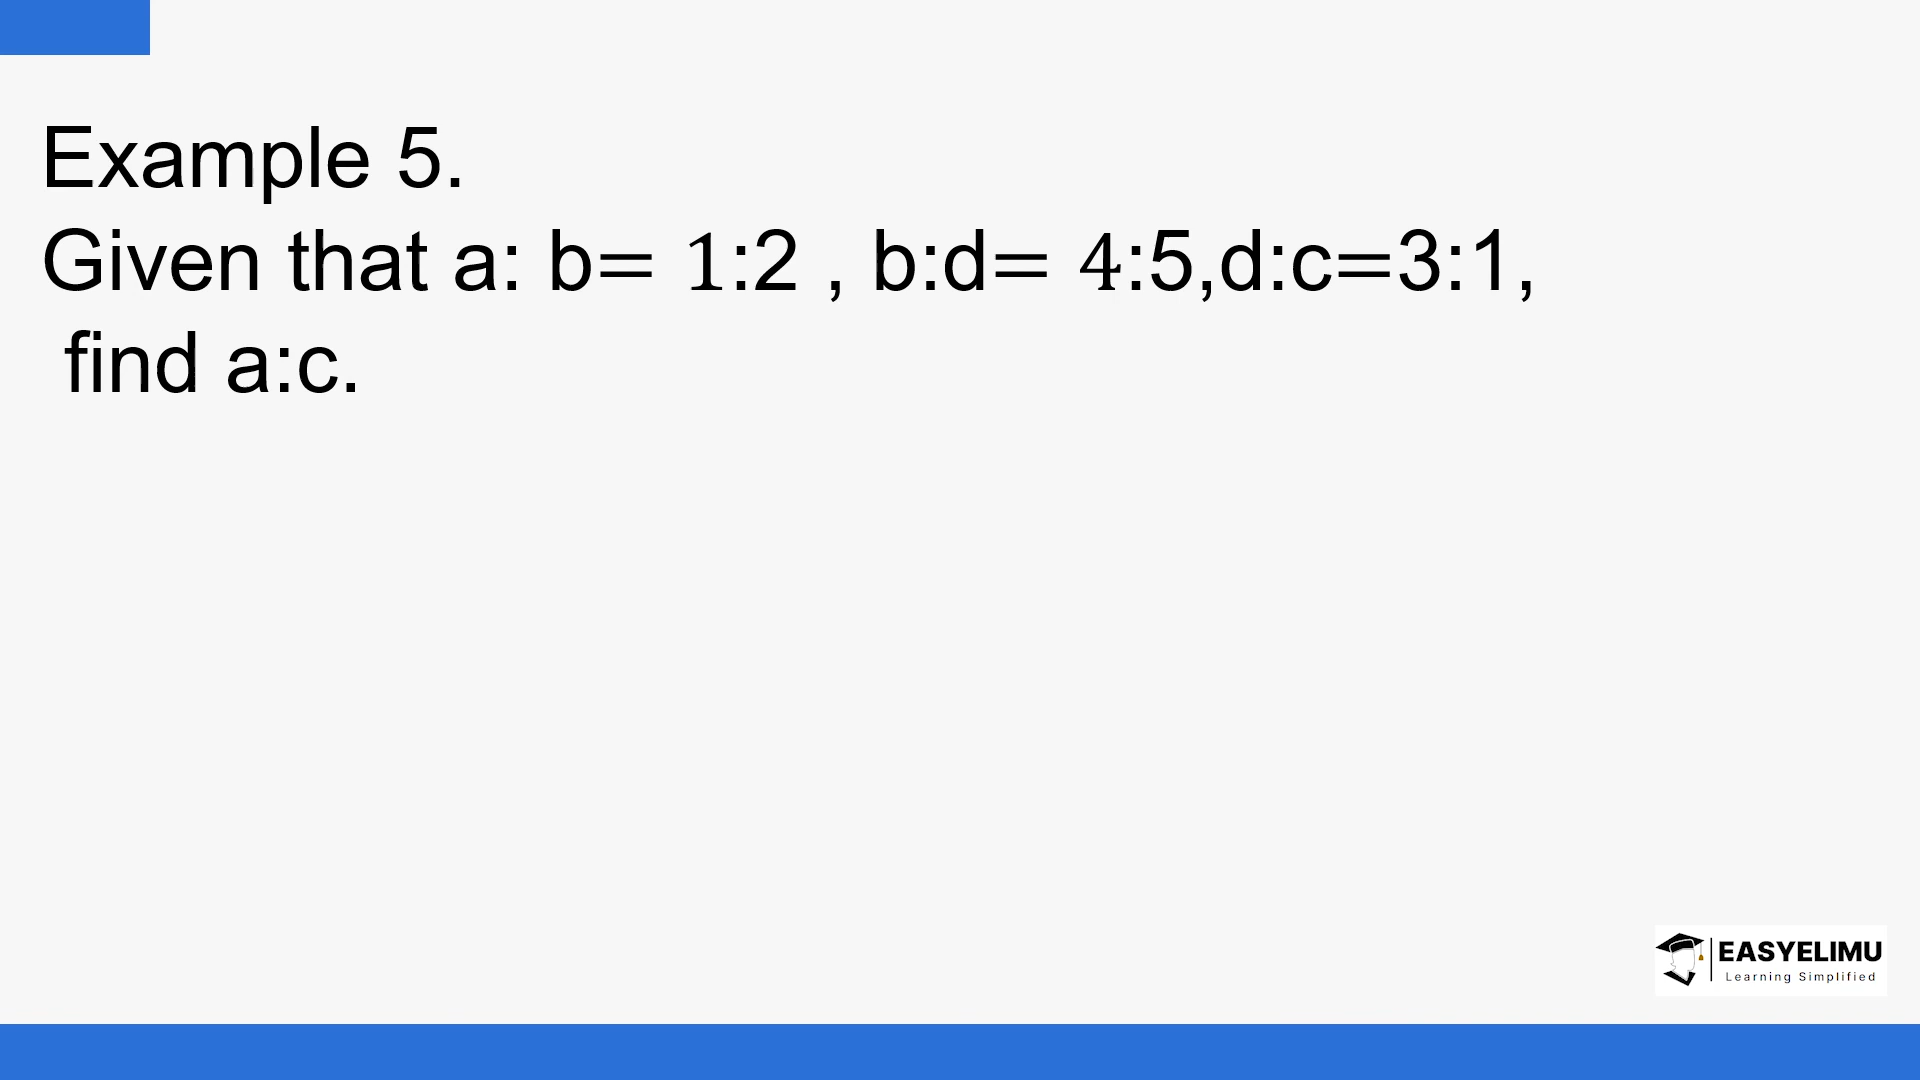 Example 5.
Given that a: b= 1:2 , b:d= 4:5,d:c=3:1,
find a:c.
EASYELIMU
Learning Simplified